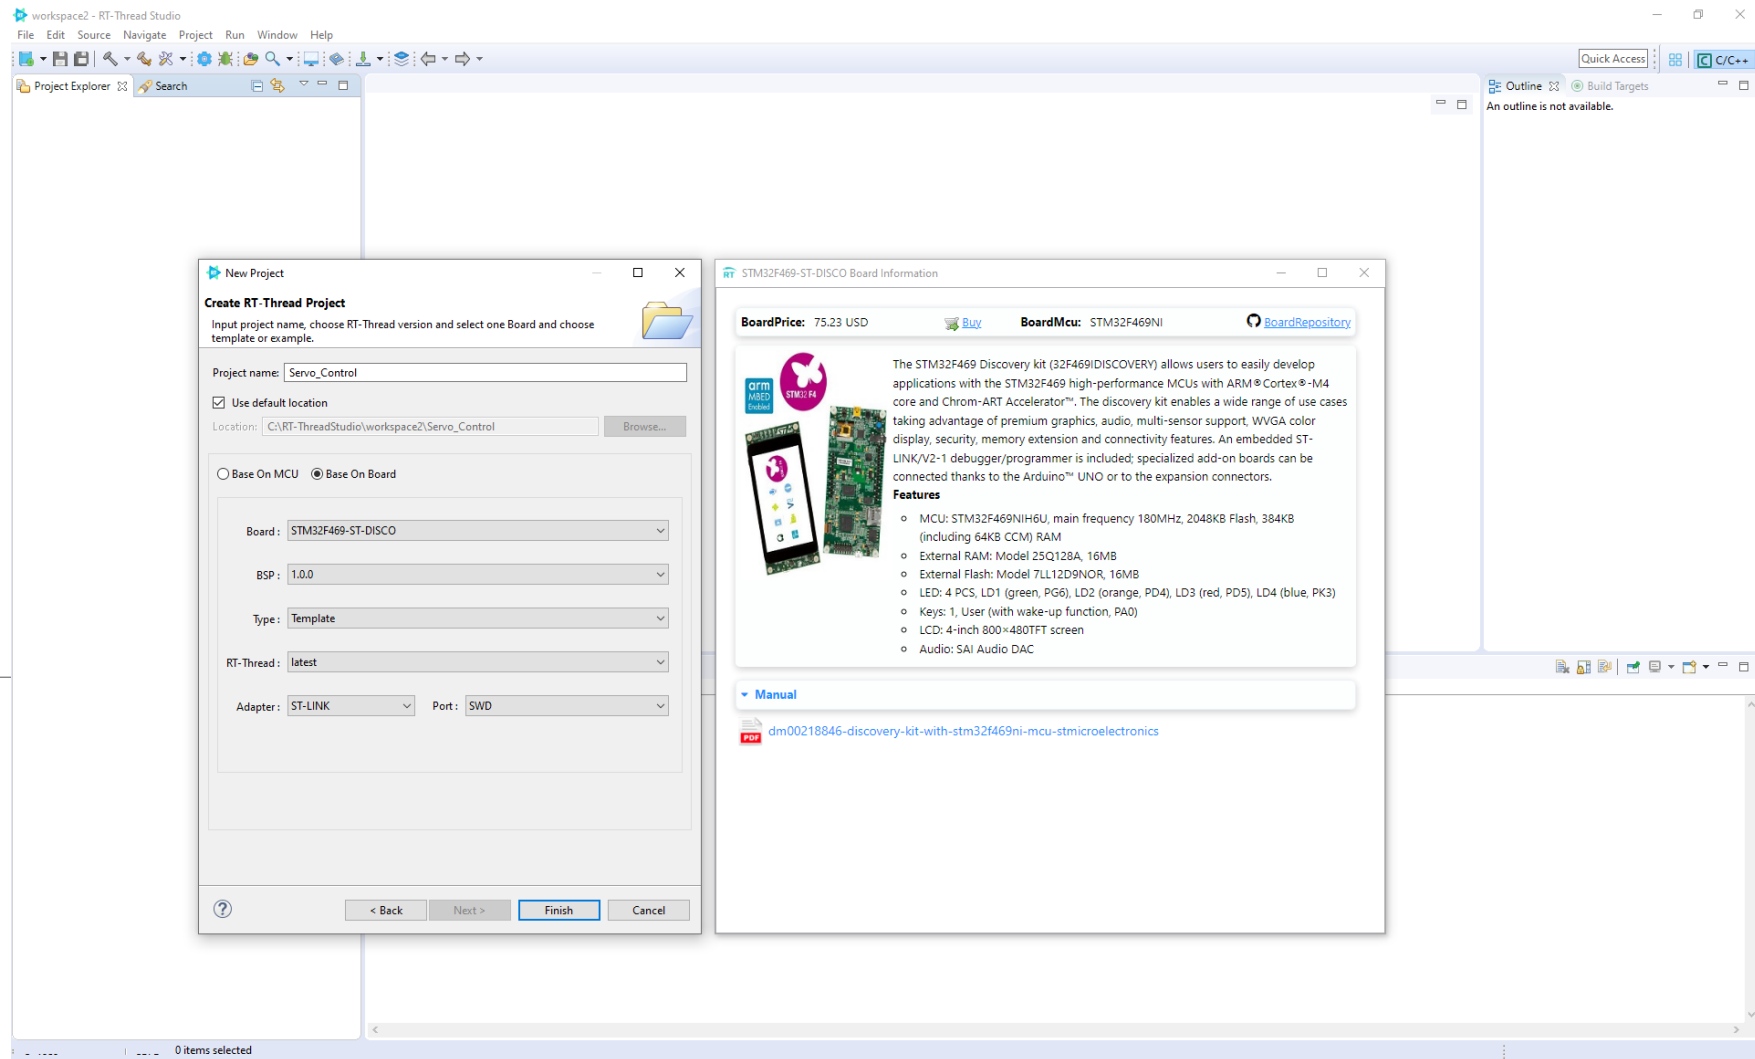 workspace2 - RT-Thread Studio
File Edit Source Navigate Project Run Window Help
Quick Access
C/C++
Project Explorer
Search
Outline
Build Targets
An outline is not available.
New Project
Create RT-Thread Project
Input project name, choose RT-Thread version and select one Board and choose
template or example.
Project name: Servo_Control
Use default location
Location: C:\RT-ThreadStudio\workspace2\Servo_Control
Browse...
Base On MCU Base On Board
Board : STM32F469-ST-DISCO
BSP : 1.0.0
Type : Template
RT-Thread : latest
Adapter : ST-LINK Port : SWD
< Back Next > Finish Cancel
RT STM32F469-ST-DISCO Board Information
BoardPrice: 75.23 USD Buy BoardMcu: STM32F469NI BoardRepository
arm
MBED
Enabled
STM32 F4
The STM32F469 Discovery kit (32F469IDISCOVERY) allows users to easily develop
applications with the STM32F469 high-performance MCUs with ARM®Cortex®-M4
core and Chrom-ART Accelerator™. The discovery kit enables a wide range of use cases
taking advantage of premium graphics, audio, multi-sensor support, WVGA color
display, security, memory extension and connectivity features. An embedded ST-
LINK/V2-1 debugger/programmer is included; specialized add-on boards can be
connected thanks to the Arduino™ UNO or to the expansion connectors.
Features
MCU: STM32F469NIH6U, main frequency 180MHz, 2048KB Flash, 384KB
(including 64KB CCM) RAM
External RAM: Model 25Q128A, 16MB
External Flash: Model 7LL12D9NOR, 16MB
LED: 4 PCS, LD1 (green, PG6), LD2 (orange, PD4), LD3 (red, PD5), LD4 (blue, PK3)
Keys: 1, User (with wake-up function, PA0)
LCD: 4-inch 800×480TFT screen
Audio: SAI Audio DAC
Manual
PDF
dm00218846-discovery-kit-with-stm32f469ni-mcu-stmicroelectronics
0 items selected